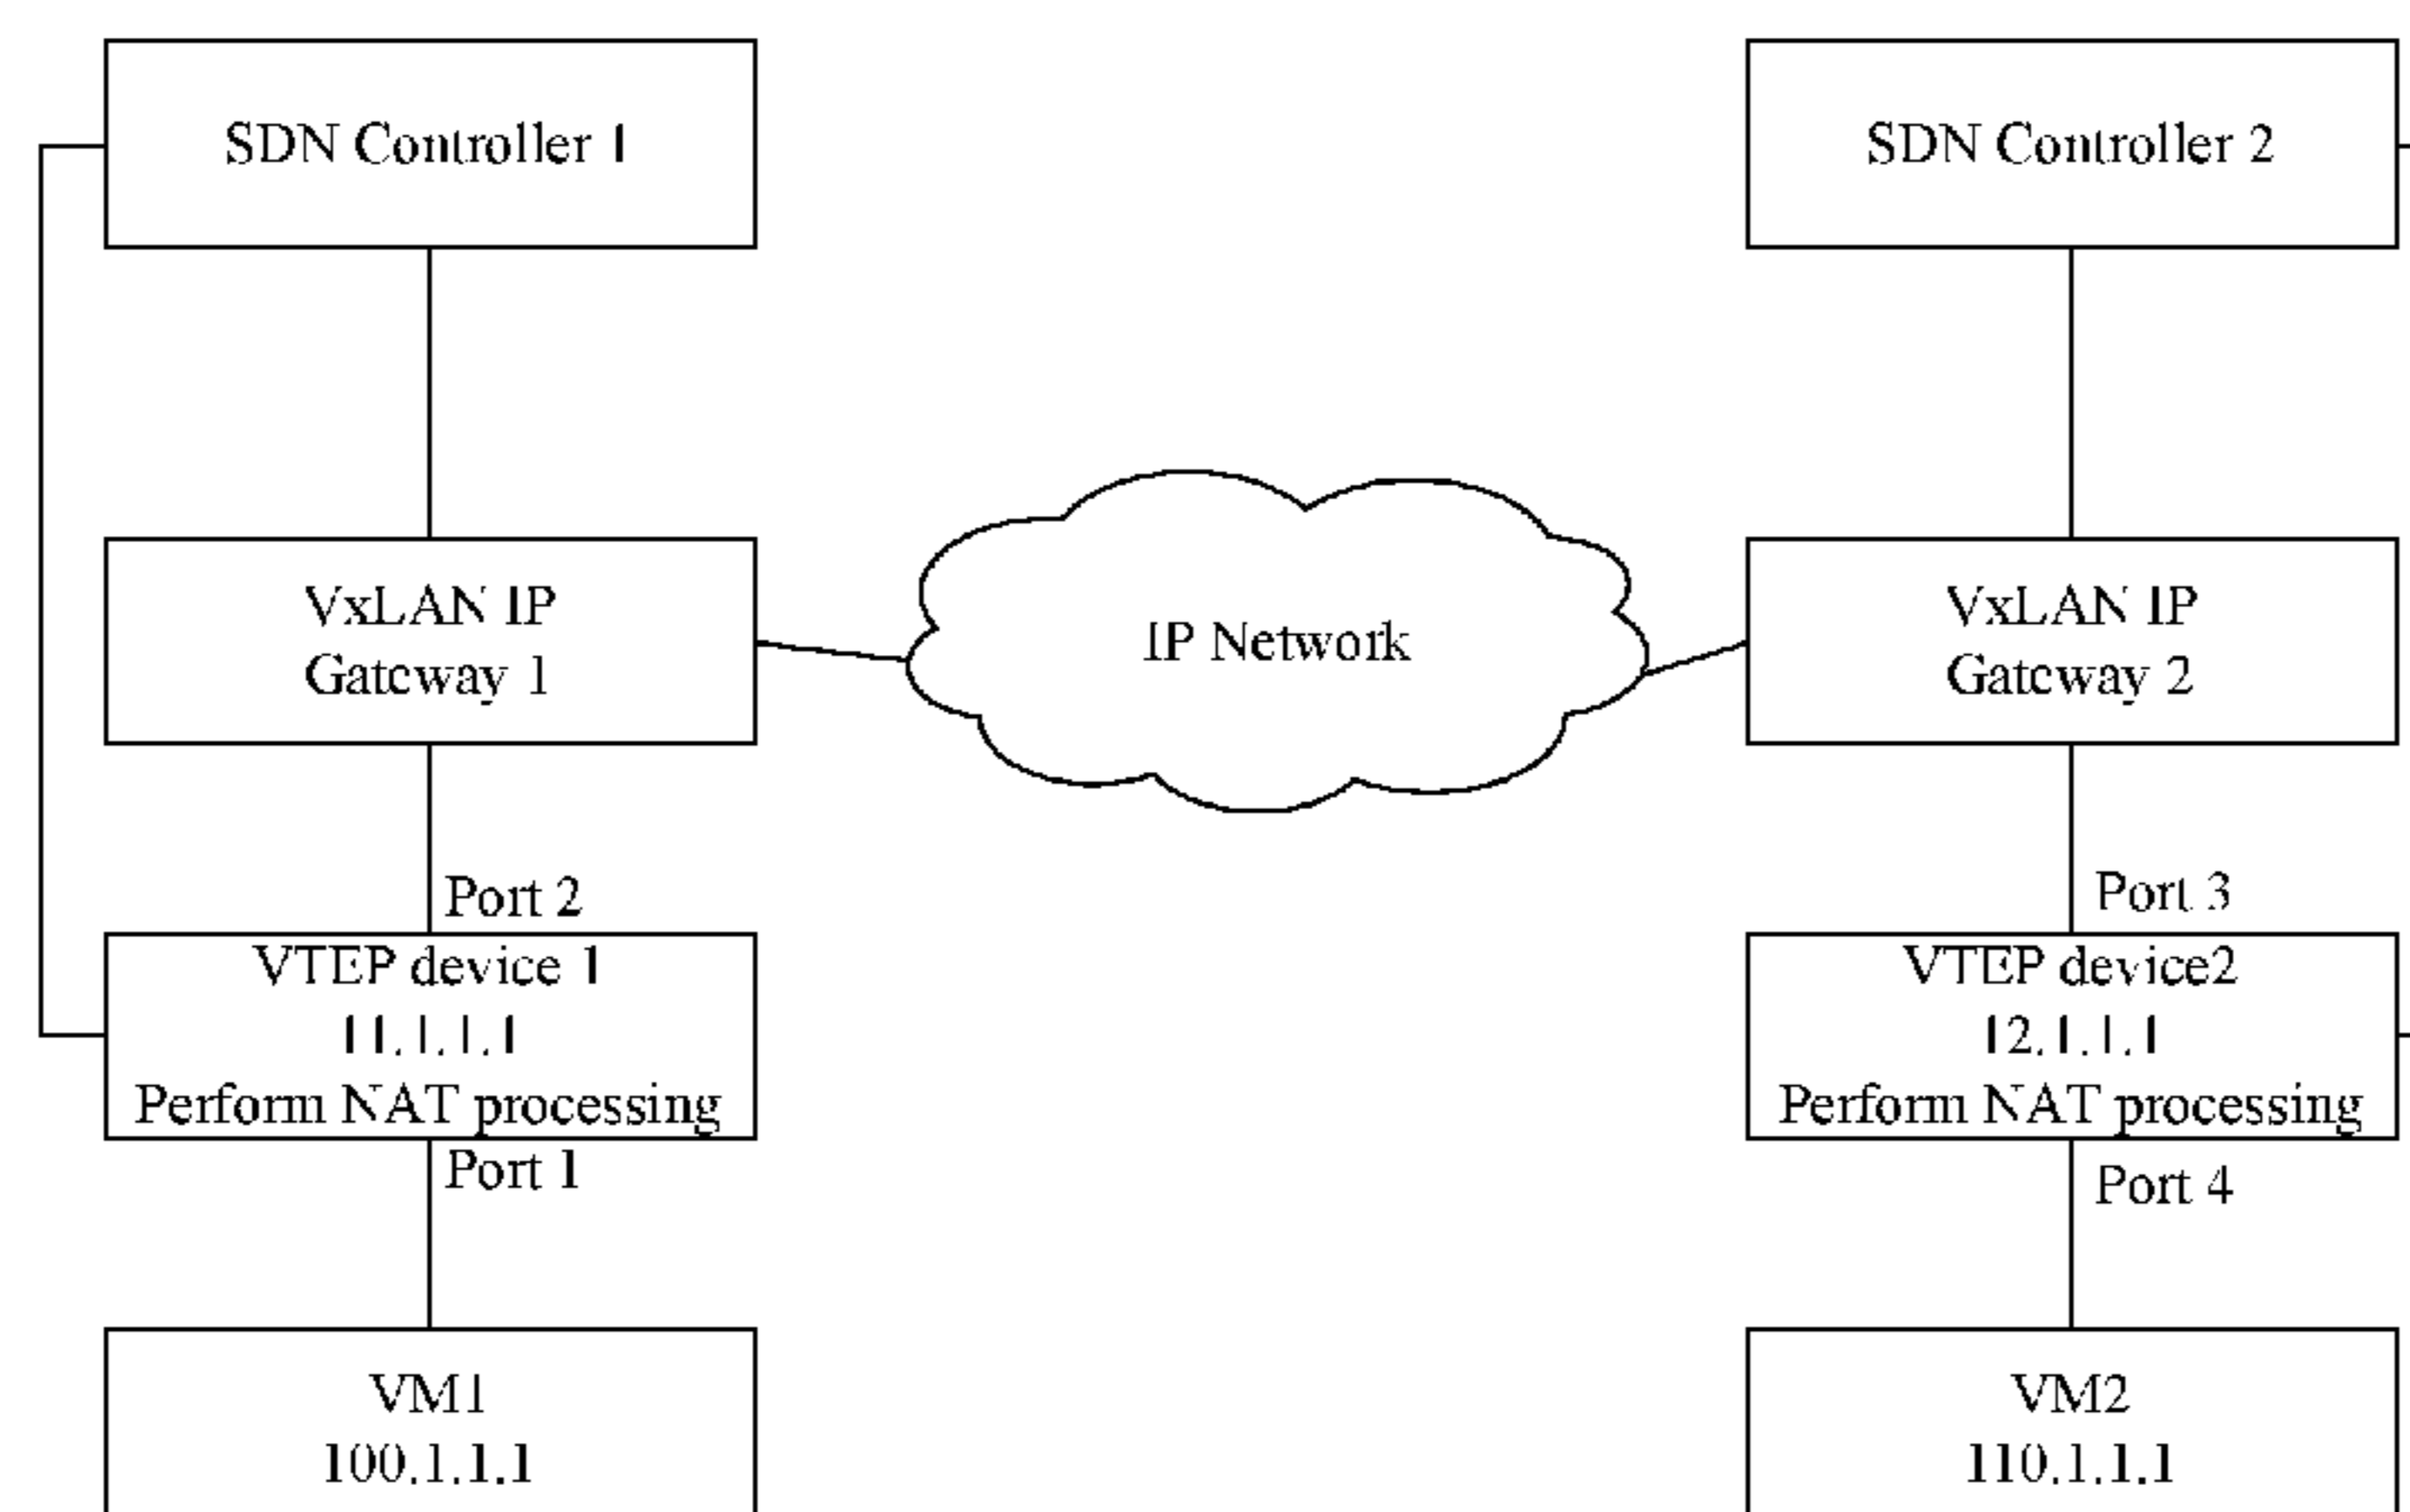 SDN Controller 1
SDN Controller 2
VxLAN IP
Gateway 1
IP Network
VxLAN IP
Gateway 2
Port 2
Port 3
VTEP device 1
11.1.1.1
Perform NAT processing
VTEP device2
12.1.1.1
Perform NAT processing
Port 1
Port 4
VM1
100.1.1.1
VM2
110.1.1.1